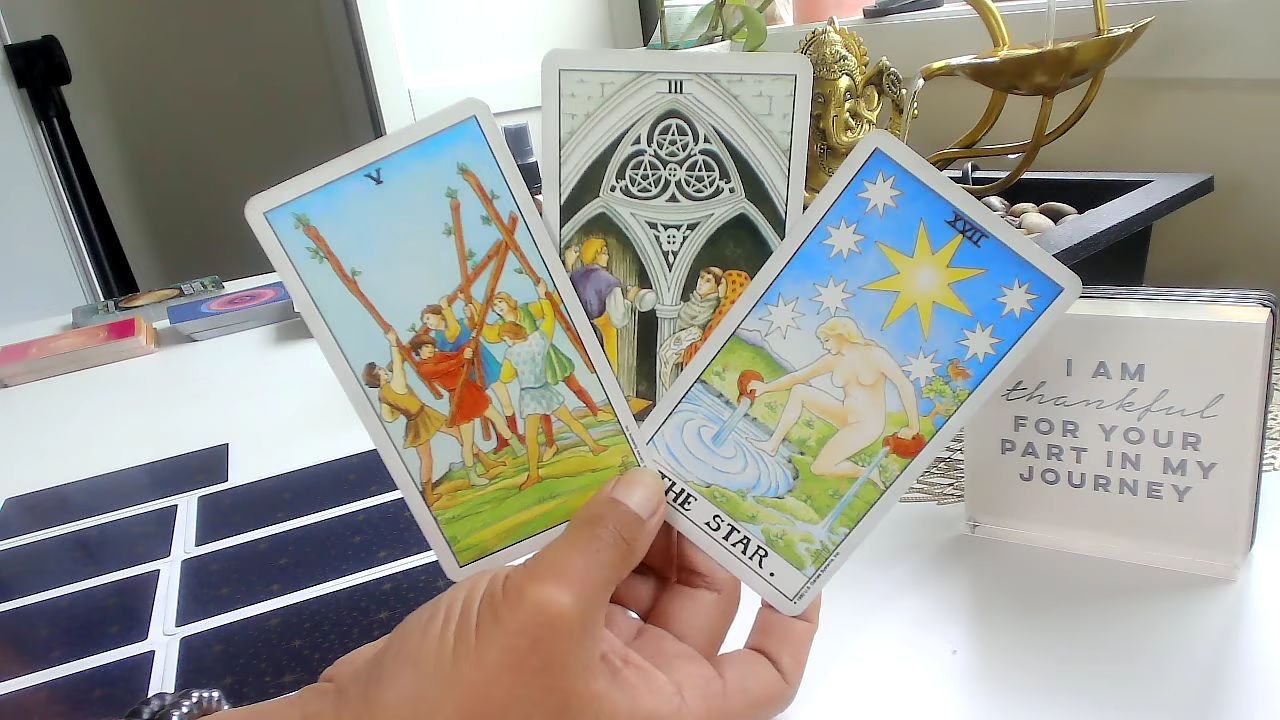 V
III
XVII
THE STAR.
I AM
thankful
FOR YOUR
PART IN MY
JOURNEY